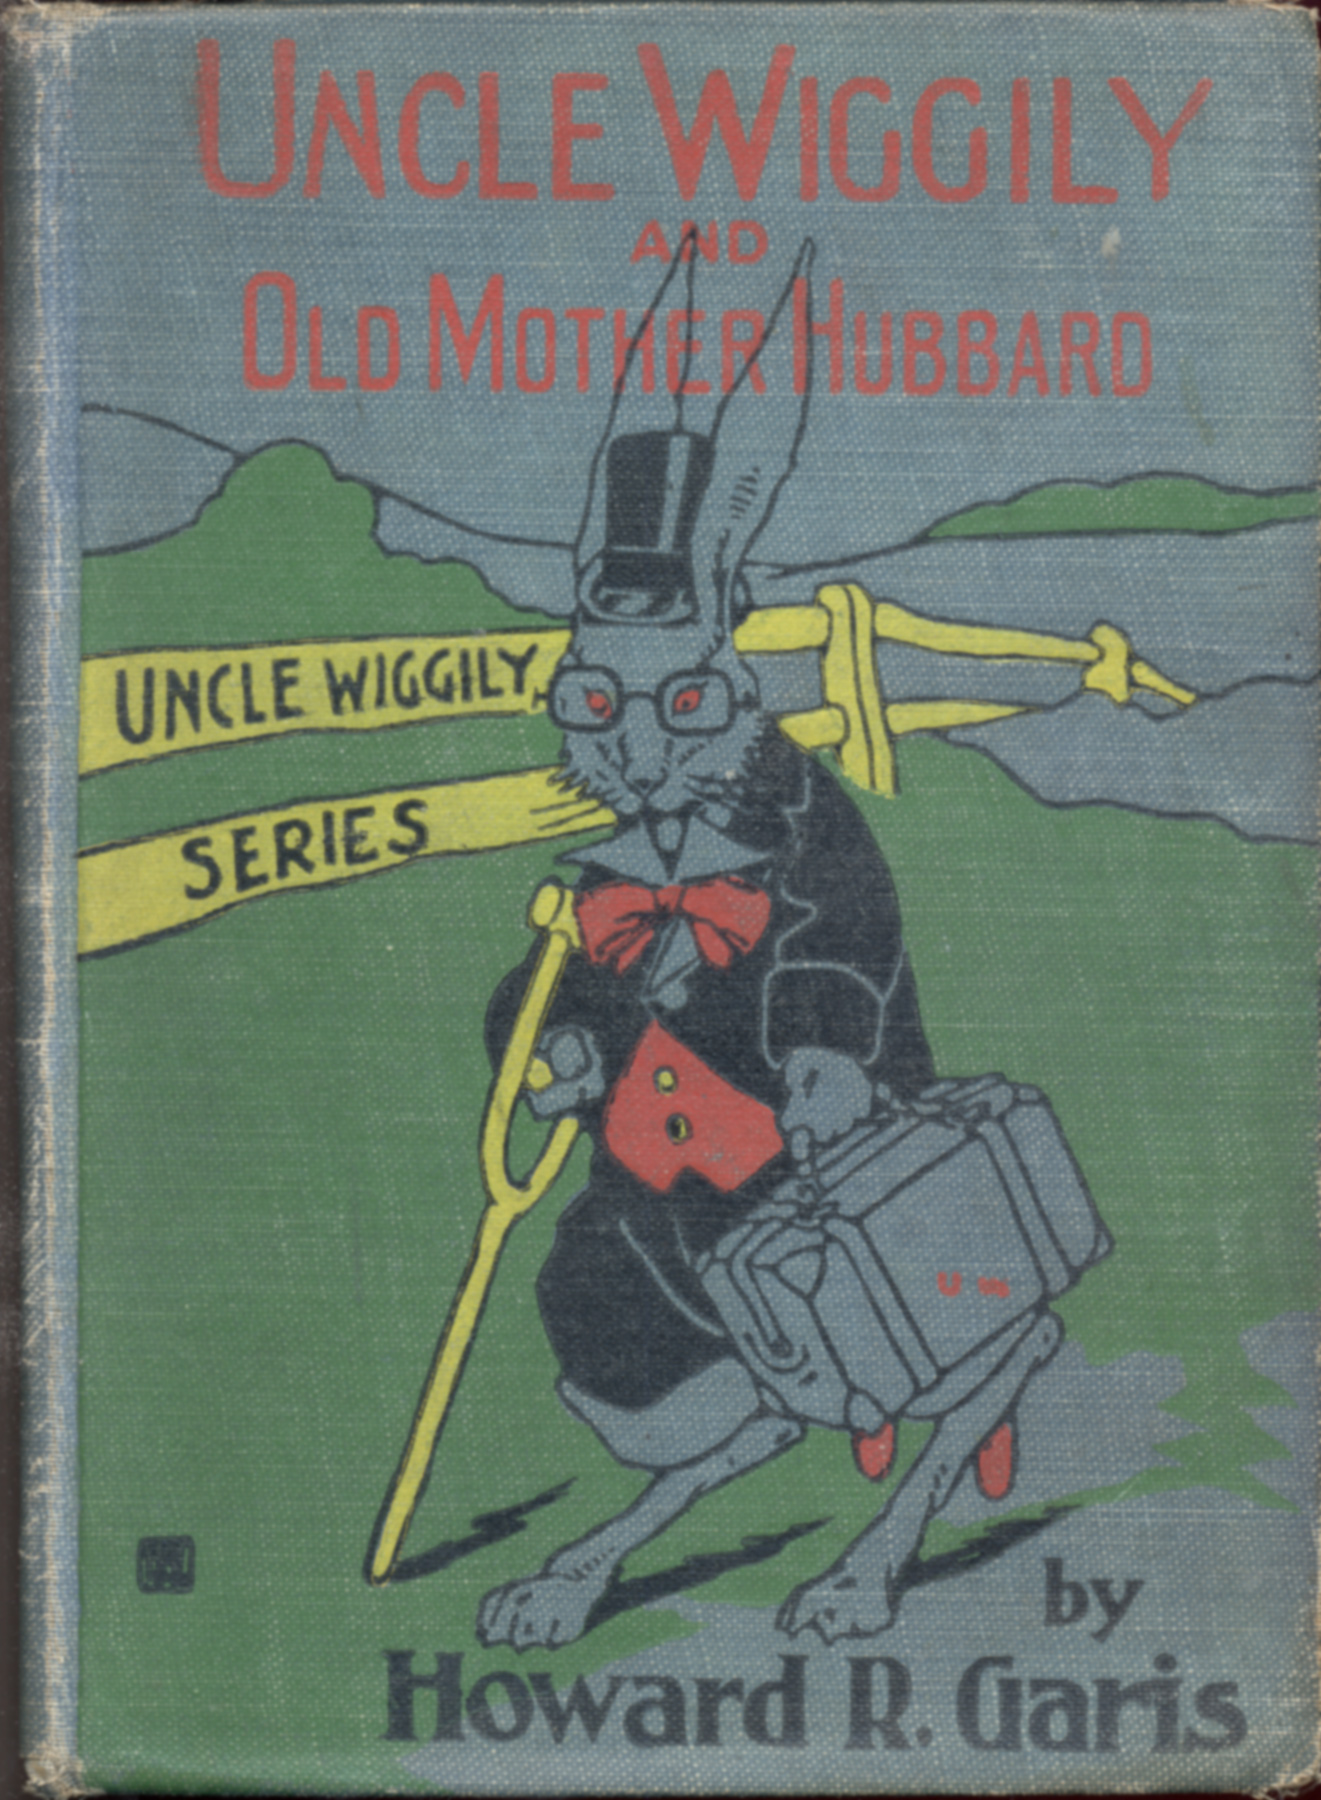 UNCLE WIGGILY
AND
OLD MOTHER HUBBARD
UNCLE WIGGILY
SERIES
U W
by
Howard R. Garis